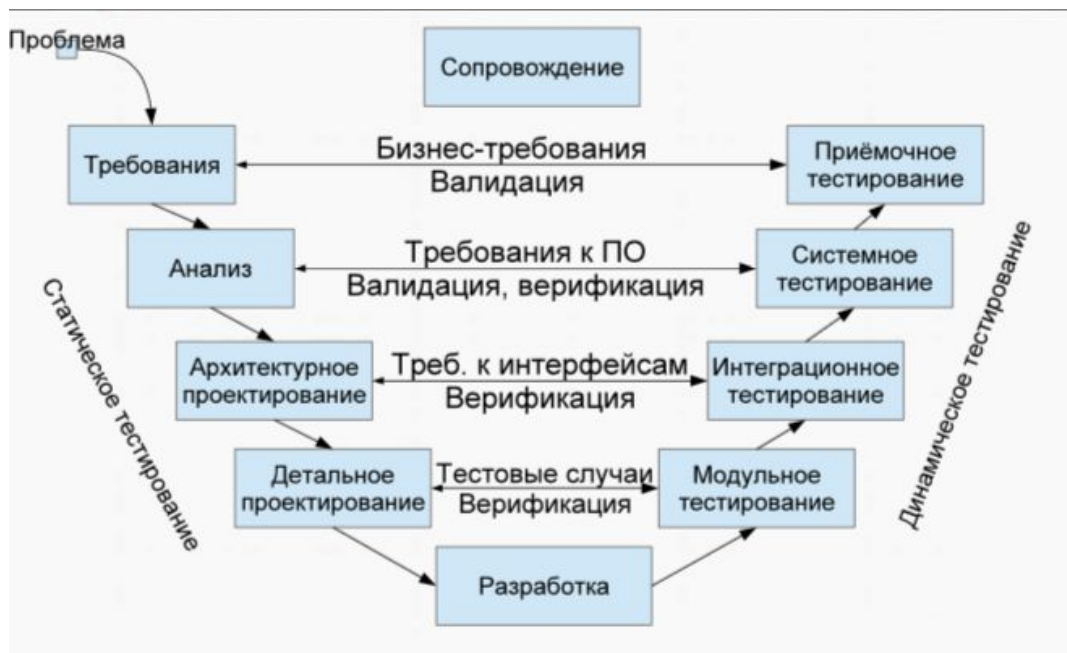 Проблема
Сопровождение
Требования
Бизнес-требования
Валидация
Приёмочное
тестирование
Анализ
Требования к ПО
Валидация, верификация
Системное
тестирование
Статическое тестирование
Динамическое тестирование
Архитектурное
проектирование
Треб. к интерфейсам
Верификация
Интеграционное
тестирование
Детальное
проектирование
Тестовые случаи
Верификация
Модульное
тестирование
Разработка